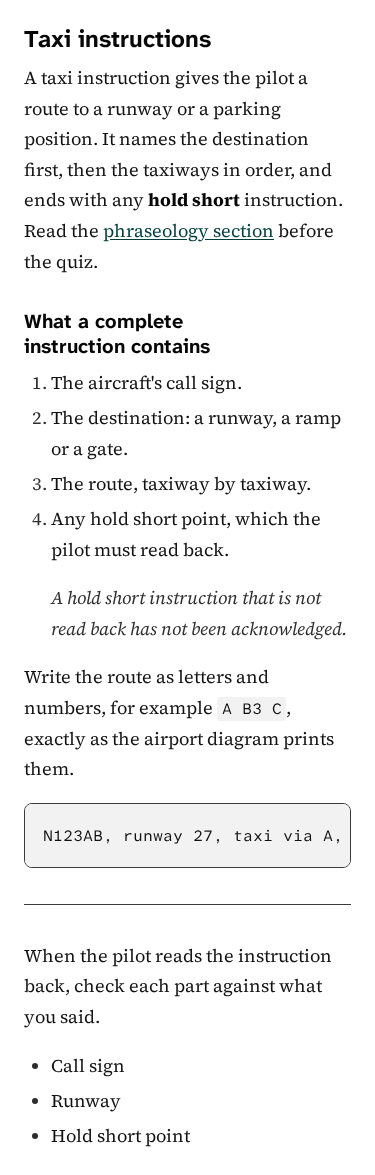 Taxi instructions
A taxi instruction gives the pilot a
route to a runway or a parking
position. It names the destination
first, then the taxiways in order, and
ends with any hold short instruction.
Read the phraseology section before
the quiz.
What a complete
instruction contains
1. The aircraft's call sign.
2. The destination: a runway, a ramp
or a gate.
3. The route, taxiway by taxiway.
4. Any hold short point, which the
pilot must read back.
A hold short instruction that is not
read back has not been acknowledged.
Write the route as letters and
numbers, for example A B3 C,
exactly as the airport diagram prints
them.
N123AB, runway 27, taxi via A,
When the pilot reads the instruction
back, check each part against what
you said.
• Call sign
• Runway
• Hold short point